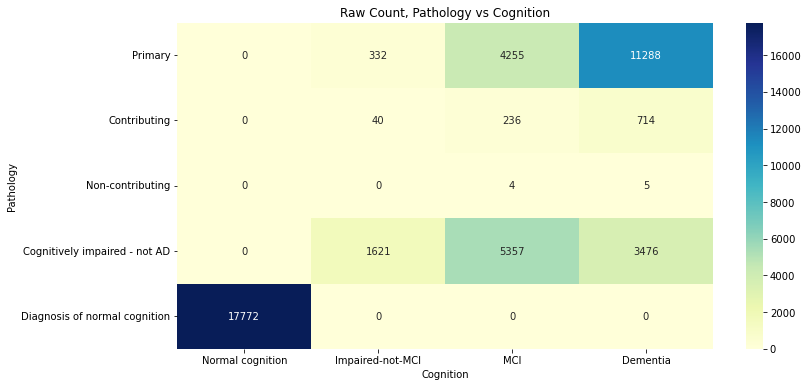 Raw Count, Pathology vs Cognition
Pathology
Primary 0 332 4255 11288
Contributing 0 40 236 714
Non-contributing 0 0 4 5
Cognitively impaired - not AD 0 1621 5357 3476
Diagnosis of normal cognition 17772 0 0 0
Normal cognition Impaired-not-MCI MCI Dementia
Cognition
16000
14000
12000
10000
8000
6000
4000
2000
0